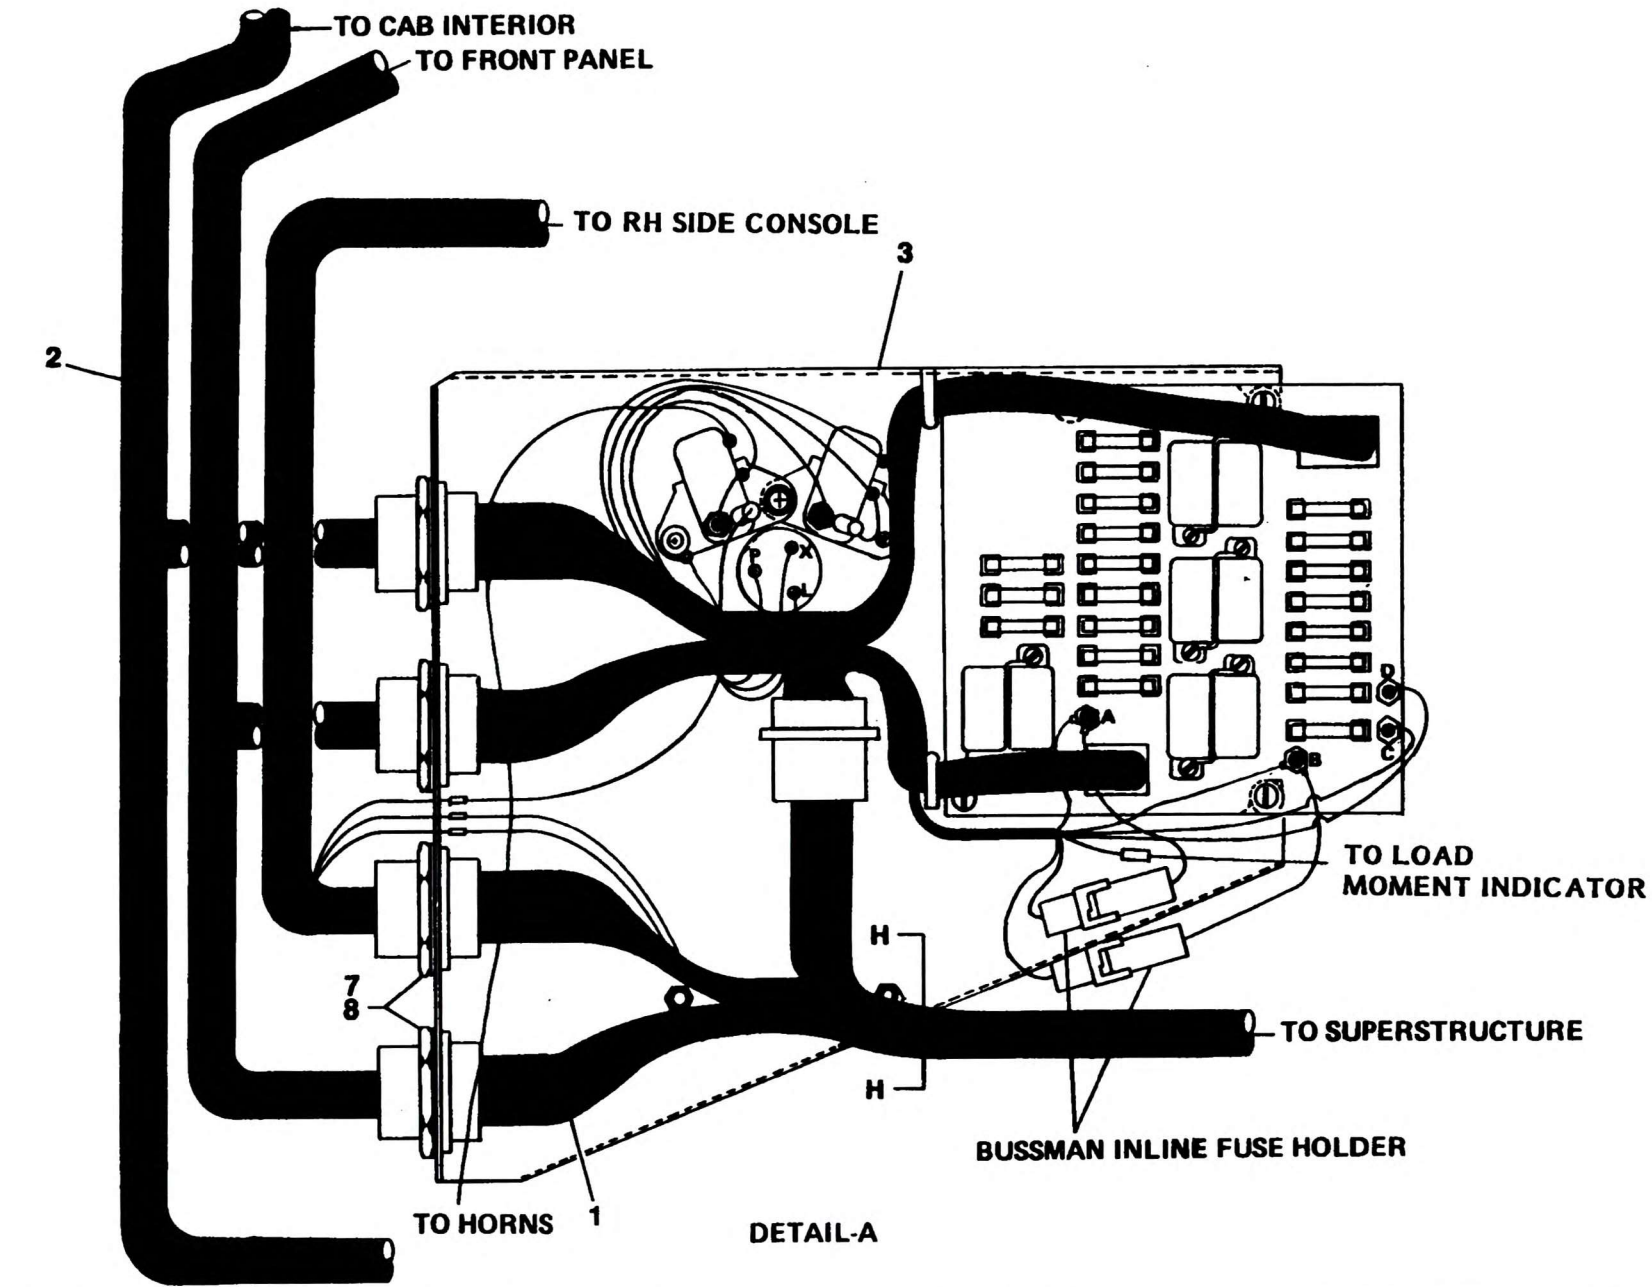 TO CAB INTERIOR
TO FRONT PANEL
TO RH SIDE CONSOLE
3
2
P
X
L
D
A
C
B
TO LOAD
MOMENT INDICATOR
H
7
8
TO SUPERSTRUCTURE
H
BUSSMAN INLINE FUSE HOLDER
TO HORNS
1
DETAIL-A